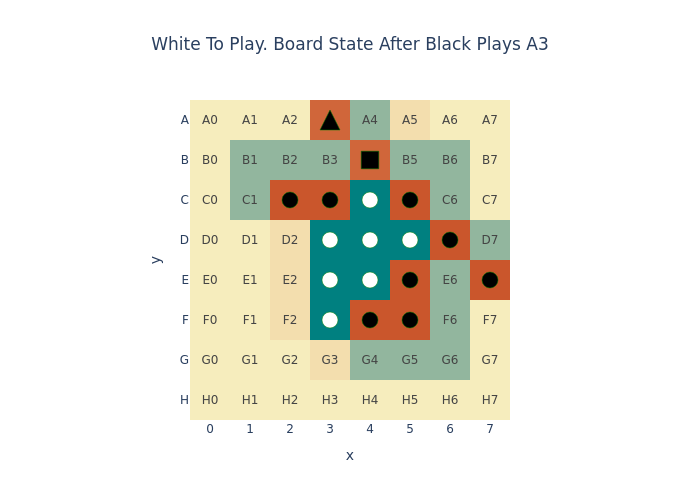 White To Play. Board State After Black Plays A3
A A0 A1 A2 A4 A5 A6 A7
B B0 B1 B2 B3 B5 B6 B7
C C0 C1 C6 C7
D D0 D1 D2 D7
E E0 E1 E2 E6
F F0 F1 F2 F6 F7
G G0 G1 G2 G3 G4 G5 G6 G7
H H0 H1 H2 H3 H4 H5 H6 H7
0 1 2 3 4 5 6 7
x
y